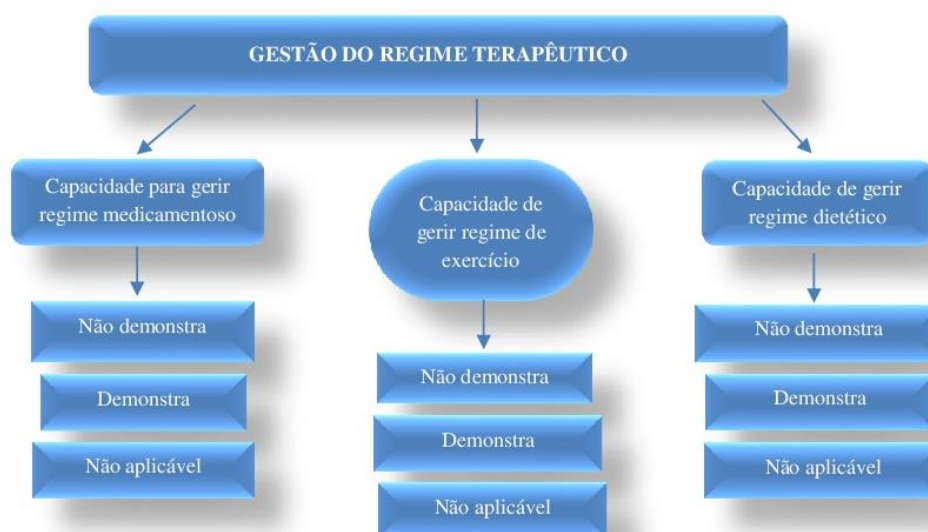 GESTÃO DO REGIME TERAPÊUTICO
Capacidade para gerir
regime medicamentoso
Não demonstra
Demonstra
Não aplicável
Capacidade de
gerir regime de
exercício
Não demonstra
Demonstra
Não aplicável
Capacidade de gerir
regime dietético
Não demonstra
Demonstra
Não aplicável